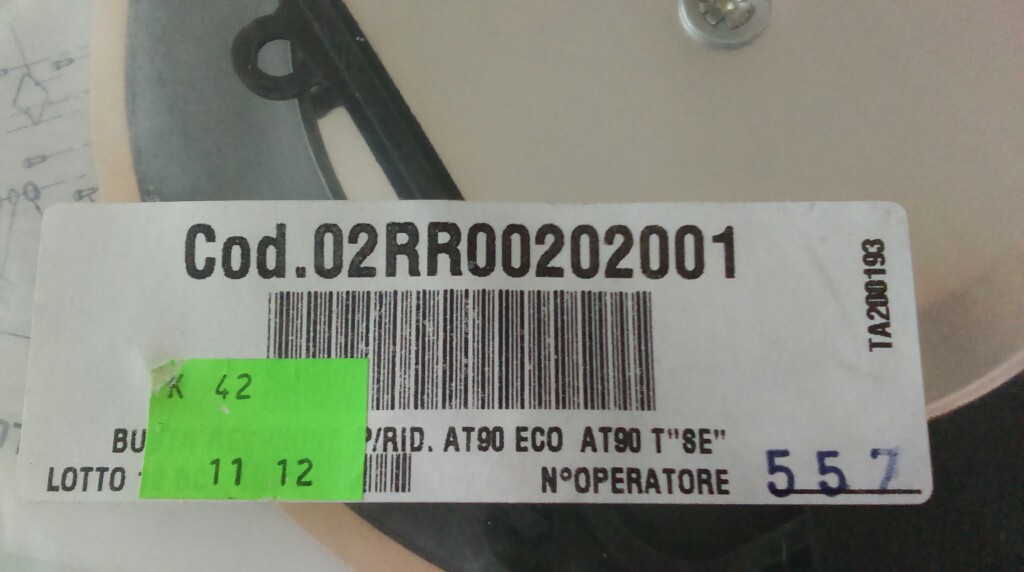 Cod.02RR00202001
TA200193
K 42
P/RID. AT90 ECO AT90 T"SE"
LOTTO
11 12
N°OPERATORE 557